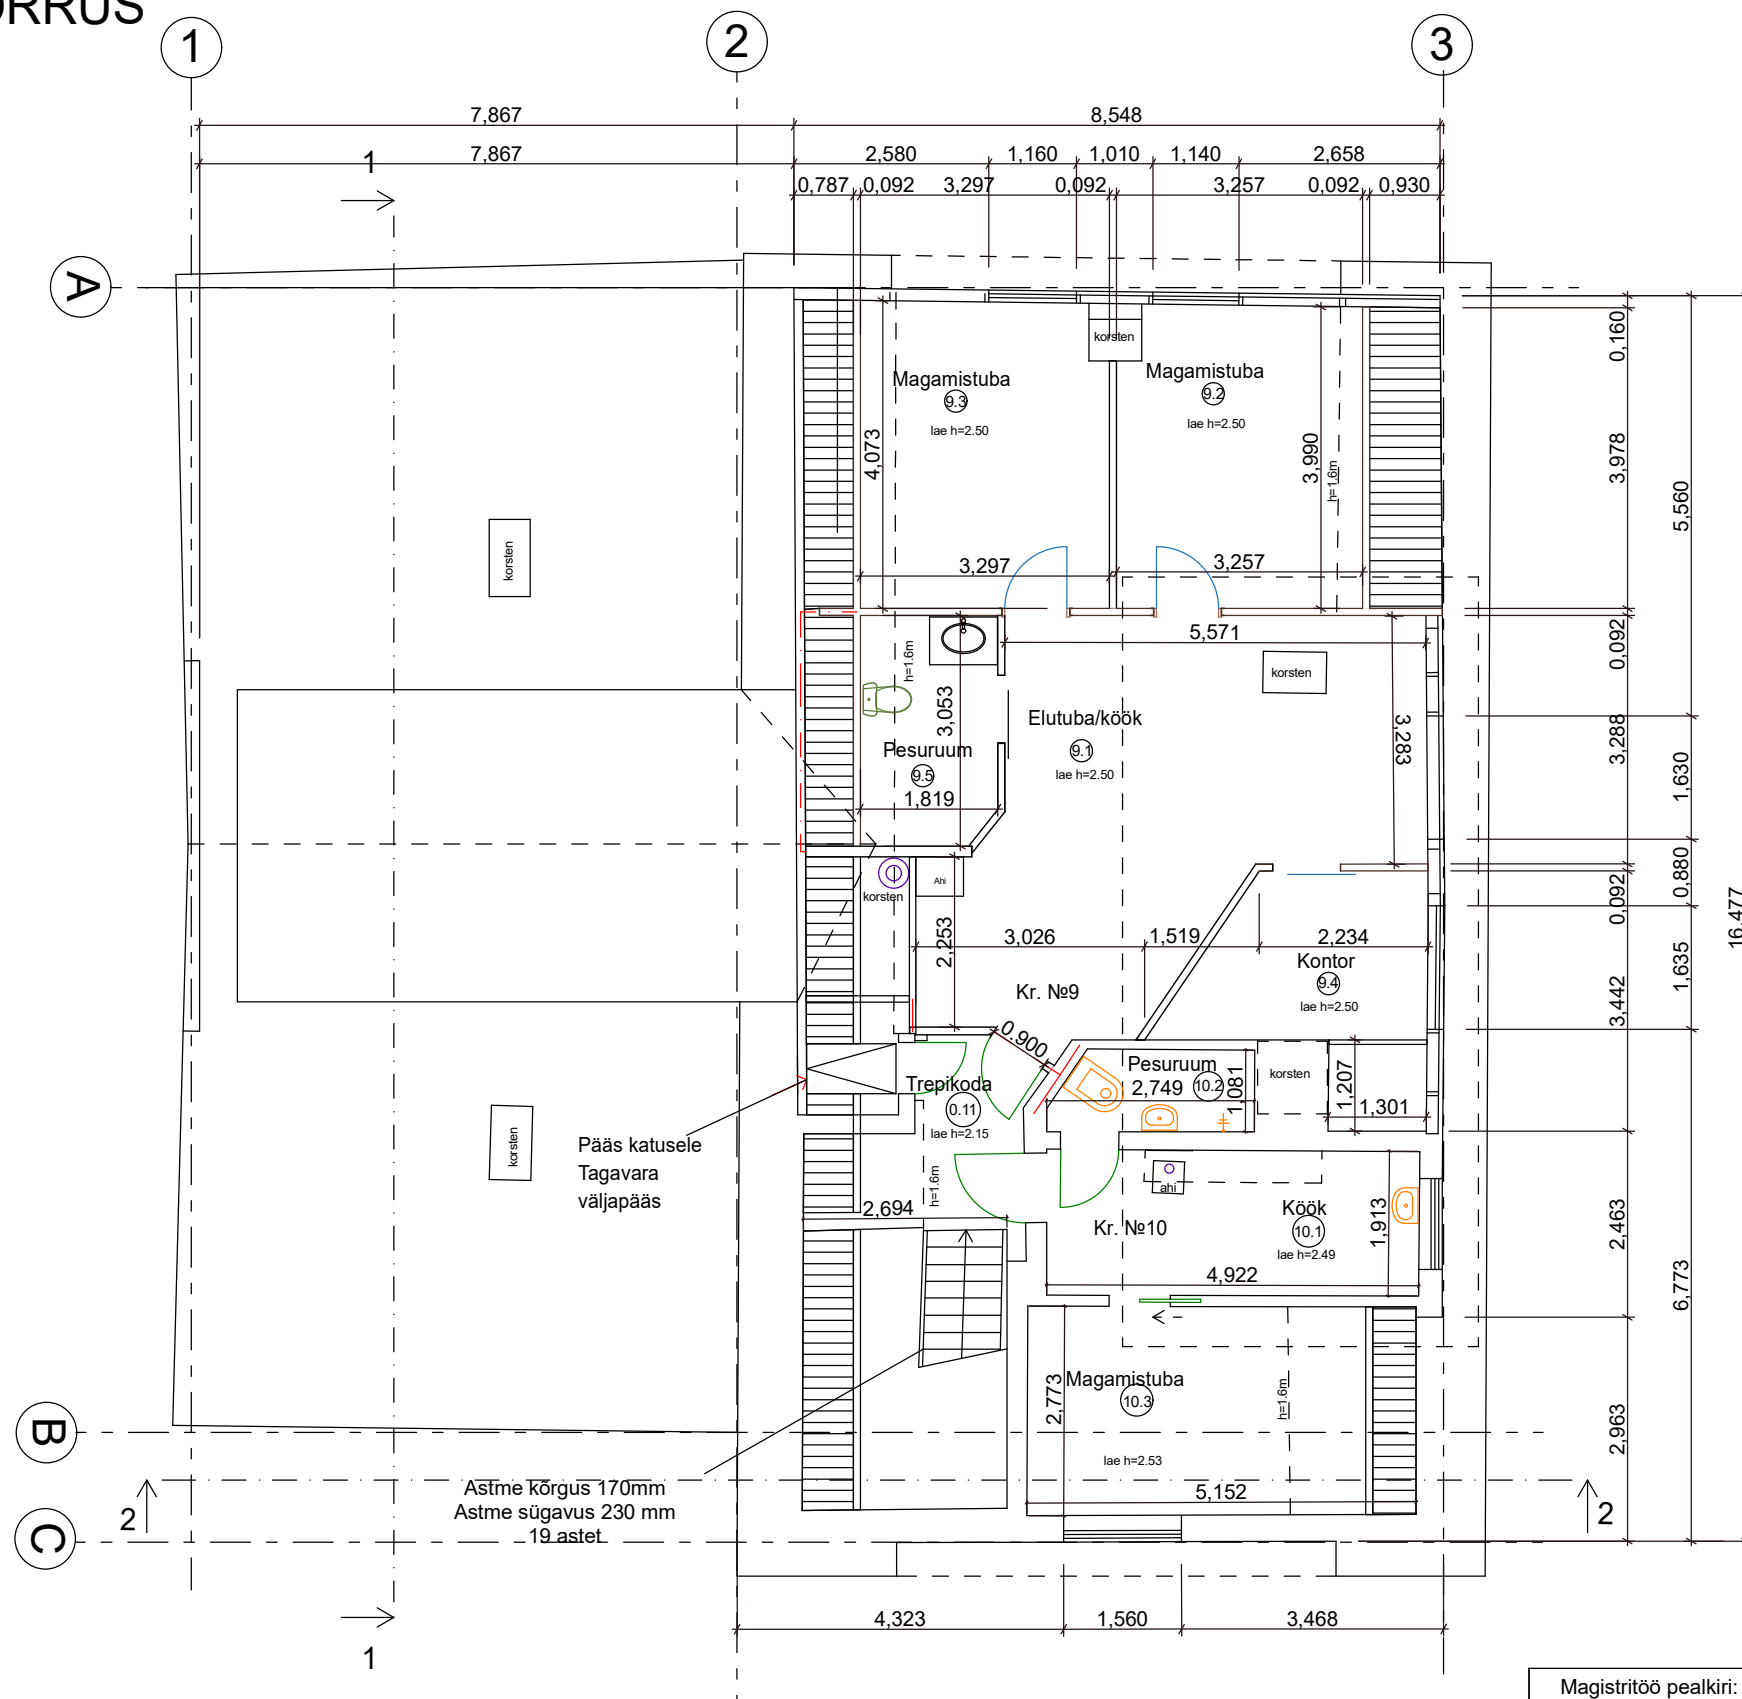 ORRUS
1
2
3
7,867
8,548
7,867
2,580
1,160
1,010
1,140
2,658
1
0,787
0,092
3,297
0,092
3,257
0,092
0,930
A
korsten
0,160
Magamistuba
9.3
lae h=2.50
Magamistuba
9.2
lae h=2.50
4,073
3,990
h=1.6m
3,978
5,560
korsten
3,297
3,257
5,571
0,092
korsten
h=1.6m
3,053
Elutuba/köök
9.1
lae h=2.50
3,283
3,288
1,630
Pesuruum
9.5
1,819
korsten
Ahi
0,092
0,880
16,477
2,253
3,026
1,519
2,234
Kontor
9.4
lae h=2.50
Kr. №9
3,442
1,635
0.900
Trepikoda
0.11
lae h=2.15
Pesuruum
2,749
10.2
1,081
korsten
1,207
1,301
korsten
Pääs katusele
Tagavara
väljapääs
h=1.6m
2,694
ahi
Kr. №10
Köök
10.1
lae h=2.49
1,913
2,463
4,922
6,773
Magamistuba
10.3
2,773
h=1.6m
lae h=2.53
2,963
B
5,152
Astme kõrgus 170mm
Astme sügavus 230 mm
19 astet
2
2
C
4,323
1,560
3,468
1
Magistritöö pealkiri: